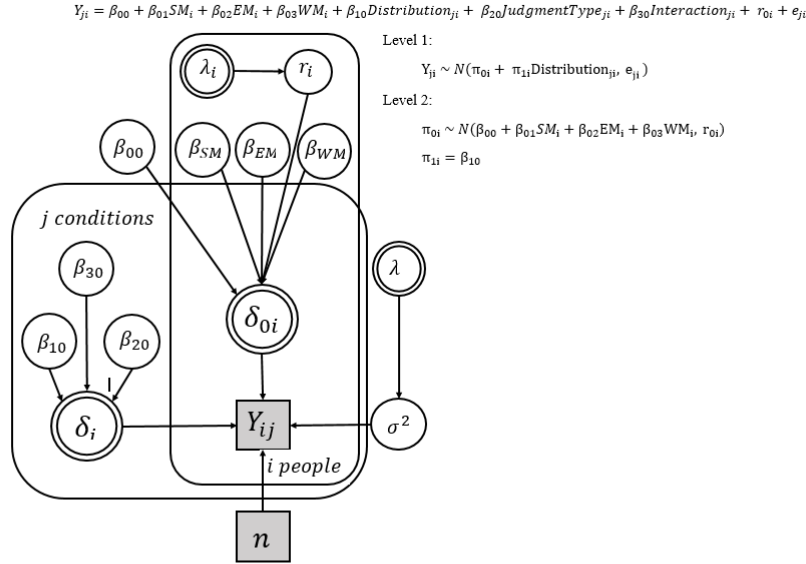 Y_ji = β_00 + β_01SM_i + β_02EM_i + β_03WM_i + β_10Distribution_ji + β_20JudgmentType_ji + β_30Interaction_ji + r_0i + e_ji
Level 1:
Y_ji ~ N(π_0i + π_1iDistribution_ji, e_ji)
Level 2:
π_0i ~ N(β_00 + β_01SM_i + β_02EM_i + β_03WM_i, r_0i)
π_1i = β_10
λ_i
r_i
β_00
β_SM
β_EM
β_WM
j conditions
β_30
λ
δ_0i
β_10
β_20
δ_i
Y_ij
σ²
i people
n